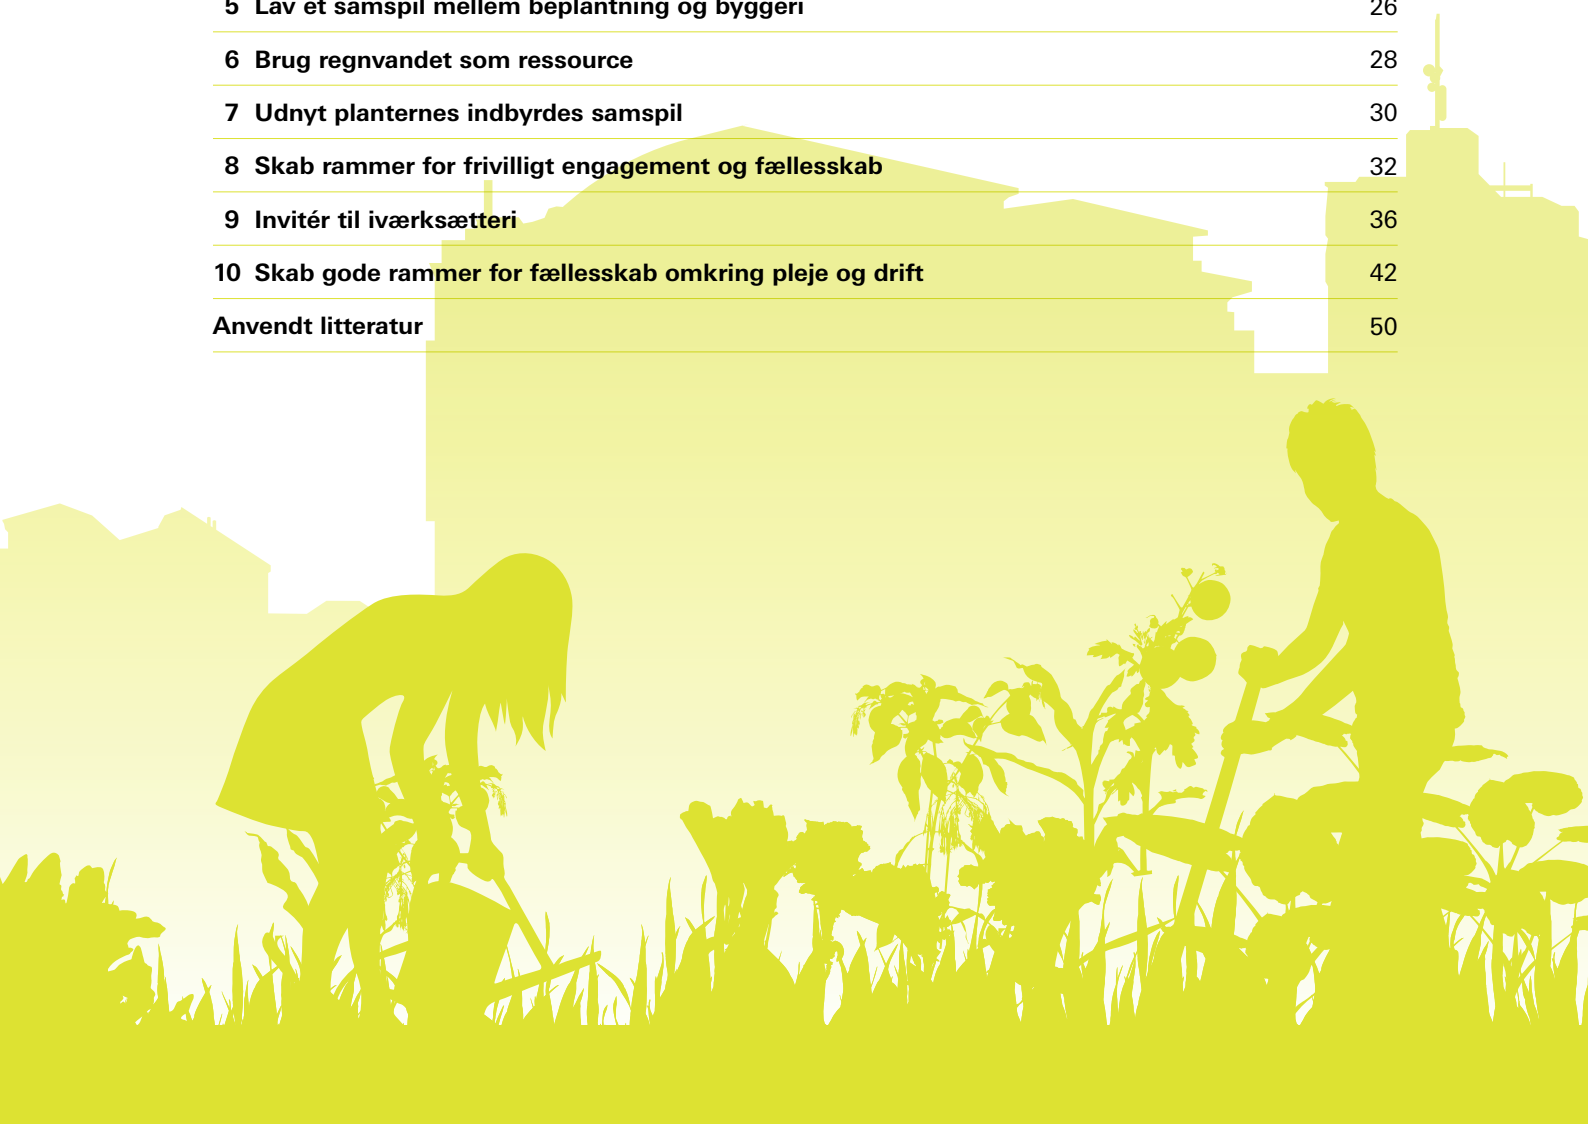 5 Lav et samspil mellem beplantning og byggeri 26
6 Brug regnvandet som ressource 28
7 Udnyt planternes indbyrdes samspil 30
8 Skab rammer for frivilligt engagement og fællesskab 32
9 Invitér til iværksætteri 36
10 Skab gode rammer for fællesskab omkring pleje og drift 42
Anvendt litteratur 50